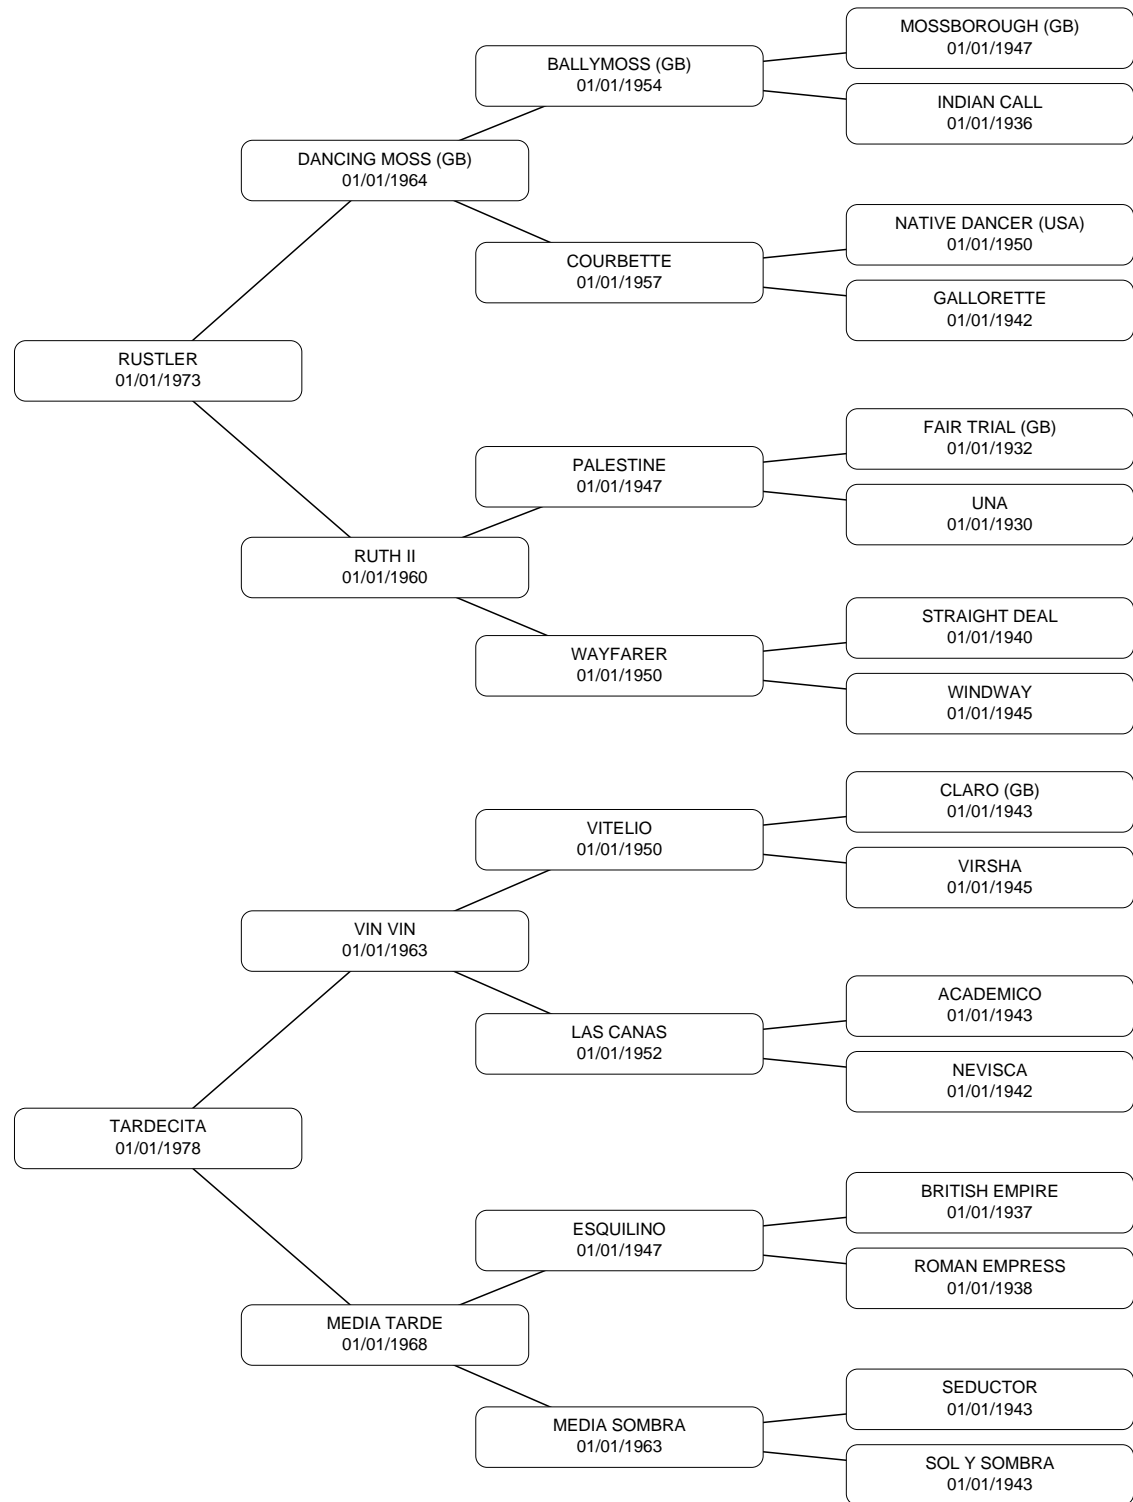 MOSSBOROUGH (GB)
01/01/1947
BALLYMOSS (GB)
01/01/1954
INDIAN CALL
01/01/1936
DANCING MOSS (GB)
01/01/1964
NATIVE DANCER (USA)
01/01/1950
COURBETTE
01/01/1957
GALLORETTE
01/01/1942
RUSTLER
01/01/1973
FAIR TRIAL (GB)
01/01/1932
PALESTINE
01/01/1947
UNA
01/01/1930
RUTH II
01/01/1960
STRAIGHT DEAL
01/01/1940
WAYFARER
01/01/1950
WINDWAY
01/01/1945
CLARO (GB)
01/01/1943
VITELIO
01/01/1950
VIRSHA
01/01/1945
VIN VIN
01/01/1963
ACADEMICO
01/01/1943
LAS CANAS
01/01/1952
NEVISCA
01/01/1942
TARDECITA
01/01/1978
BRITISH EMPIRE
01/01/1937
ESQUILINO
01/01/1947
ROMAN EMPRESS
01/01/1938
MEDIA TARDE
01/01/1968
SEDUCTOR
01/01/1943
MEDIA SOMBRA
01/01/1963
SOL Y SOMBRA
01/01/1943